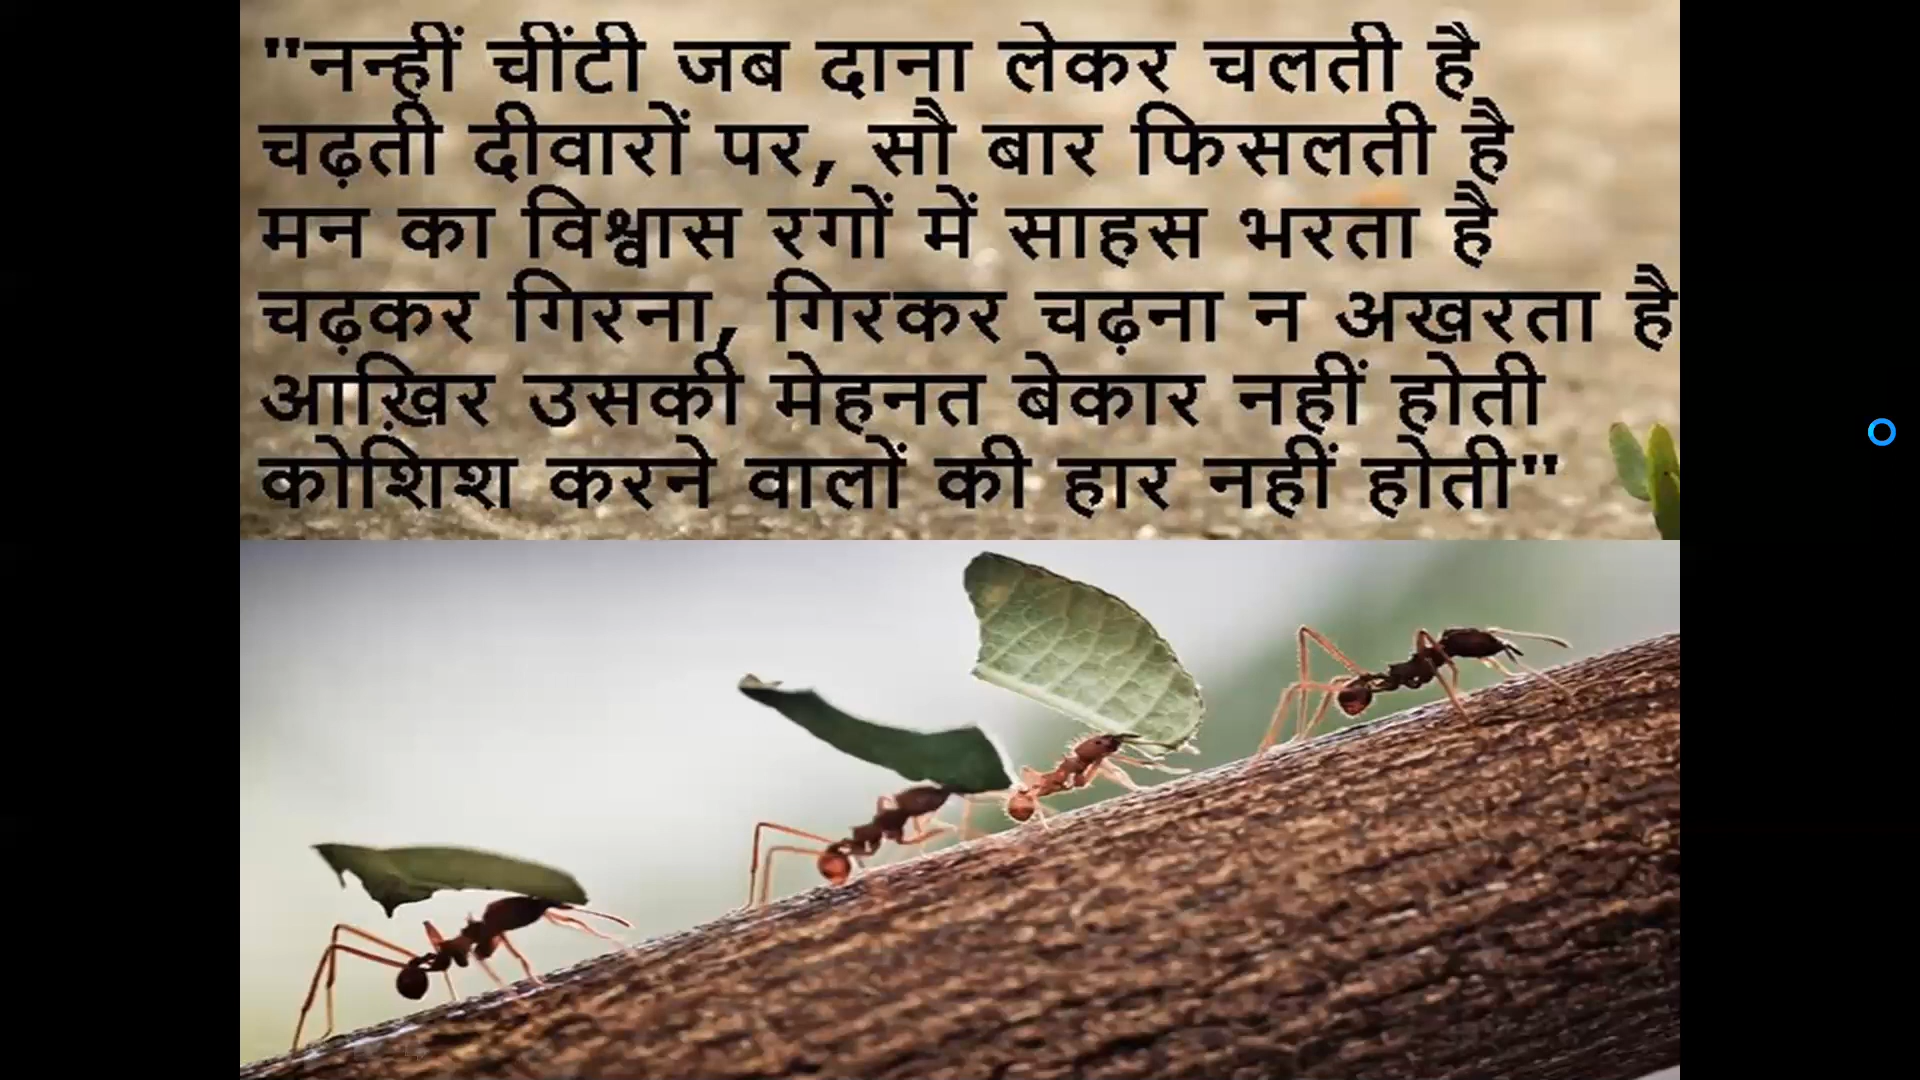 "नन्हीं चींटी जब दाना लेकर चलती है
चढ़ती दीवारों पर, सौ बार फिसलती है
मन का विश्वास रगों में साहस भरता है
चढ़कर गिरना, गिरकर चढ़ना न अखरता है
आख़िर उसकी मेहनत बेकार नहीं होती
कोशिश करने वालों की हार नहीं होती"